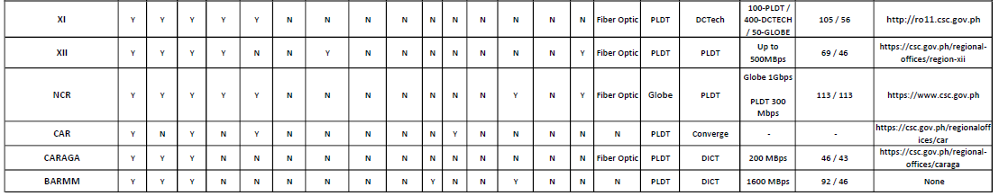 XI Y Y Y Y Y N N N N N N N N N N Fiber Optic PLDT DCTech 100-PLDT / 400-DCTECH / 50-GLOBE 105 / 56 http://ro11.csc.gov.ph
XII Y Y Y Y N N Y N N N N N N N Y Fiber Optic PLDT PLDT Up to 500MBps 69 / 46 https://csc.gov.ph/regional-offices/region-xii
NCR Y Y Y Y Y N N N N N N N Y N Y Fiber Optic Globe PLDT Globe 1Gbps PLDT 300 Mbps 113 / 113 https://www.csc.gov.ph
CAR Y N Y N Y N N N N N Y N N N N N PLDT Converge - - https://csc.gov.ph/regionaloffices/car
CARAGA Y Y Y N N N N N N N N N N N N Fiber Optic PLDT DICT 200 MBps 46 / 43 https://csc.gov.ph/regional-offices/caraga
BARMM Y Y Y N N N N N N Y N N Y N N N PLDT DICT 1600 MBps 92 / 46 None